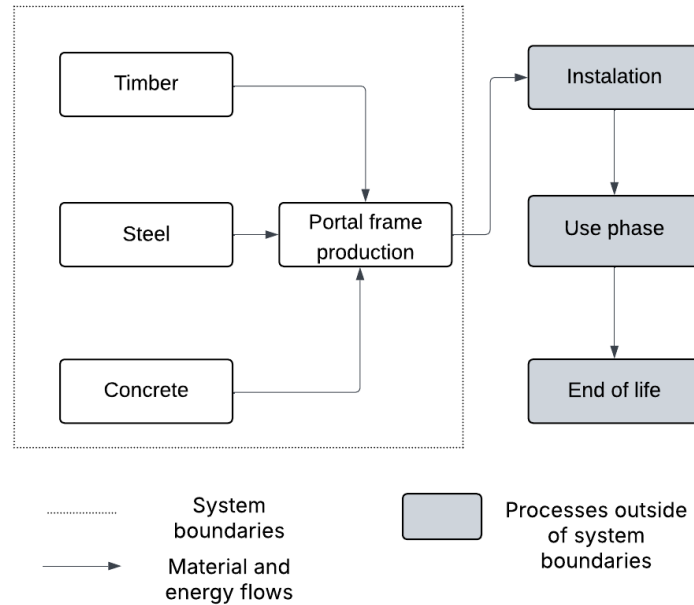 Timber
Instalation
Steel
Portal frame
production
Use phase
Concrete
End of life
System
boundaries
Material and
energy flows
Processes outside
of system
boundaries